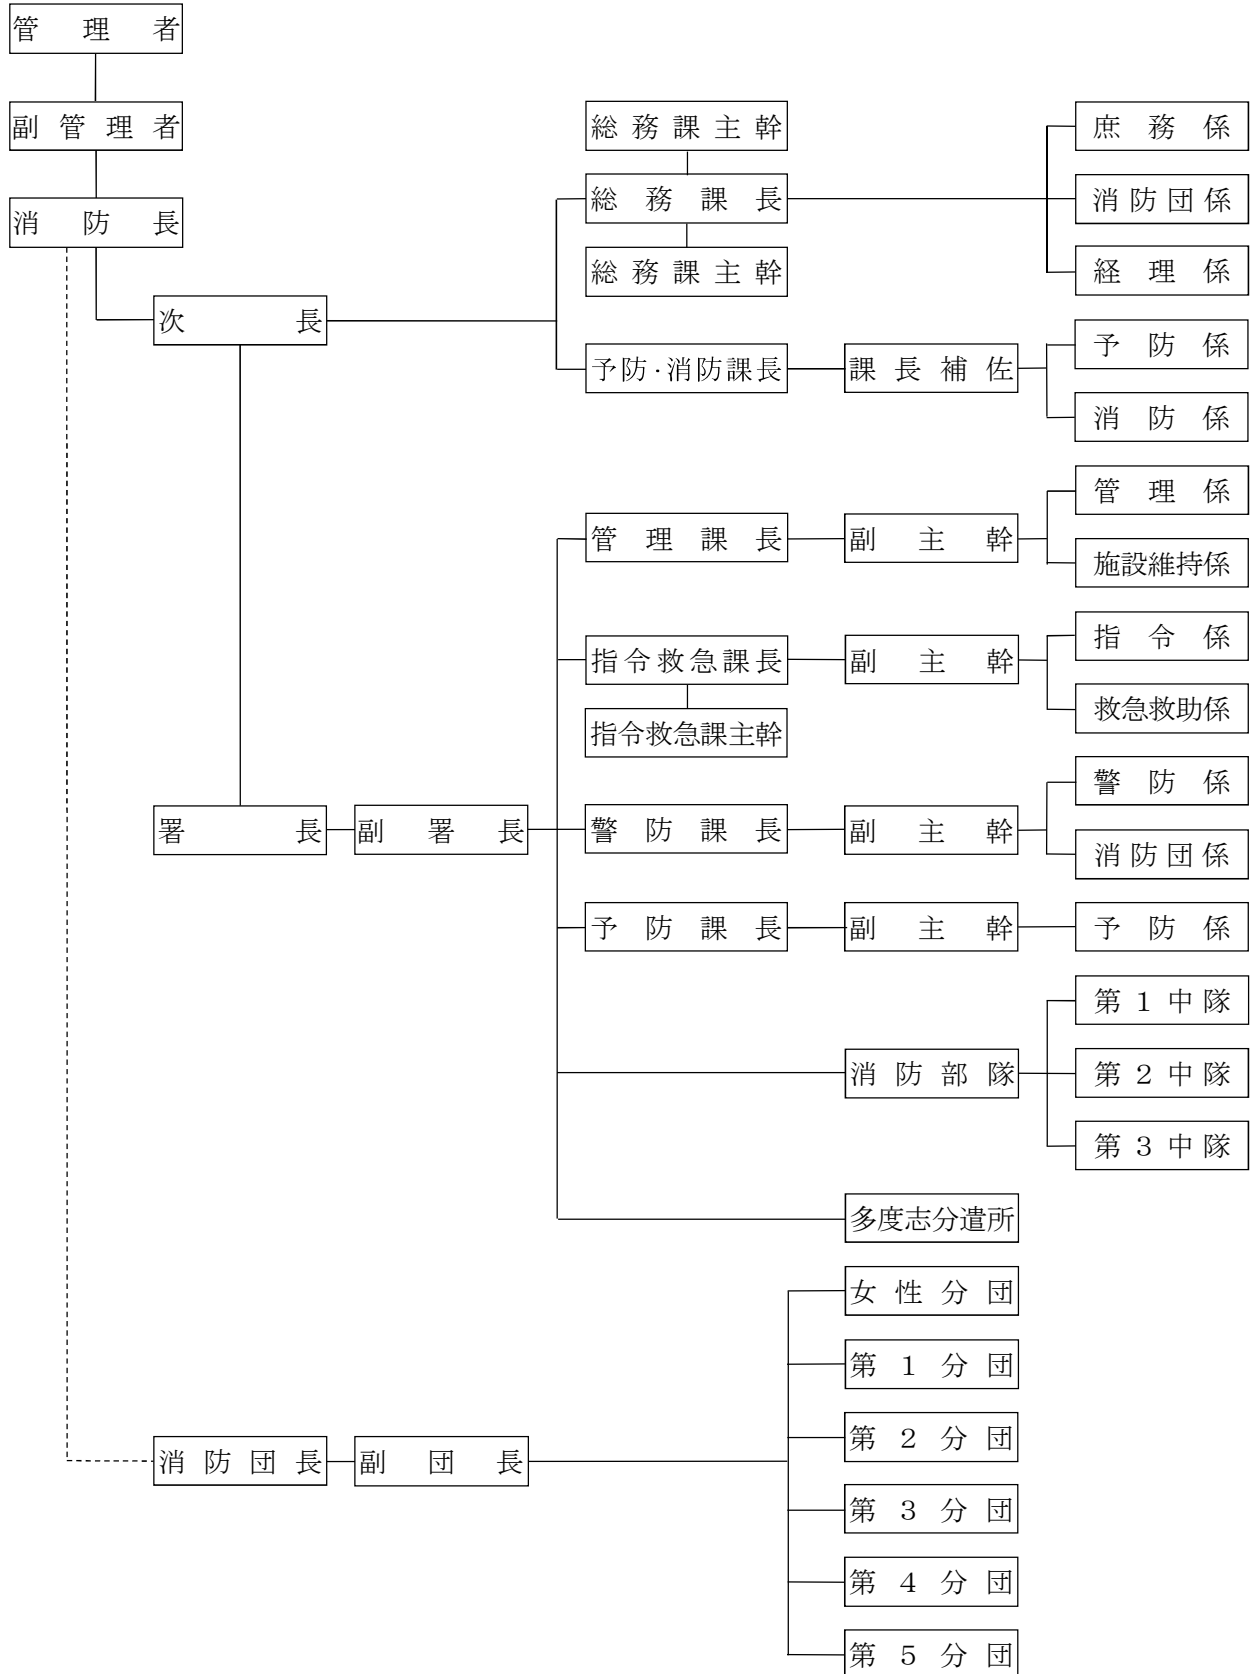 管理者
副管理者
消防長
次長
総務課主幹
総務課長
総務課主幹
庶務係
消防団係
経理係
予防・消防課長
課長補佐
予防係
消防係
署長
副署長
管理課長
副主幹
管理係
施設維持係
指令救急課長
指令救急課主幹
副主幹
指令係
救急救助係
警防課長
副主幹
警防係
消防団係
予防課長
副主幹
予防係
消防部隊
第1中隊
第2中隊
第3中隊
多度志分遣所
消防団長
副団長
女性分団
第1分団
第2分団
第3分団
第4分団
第5分団